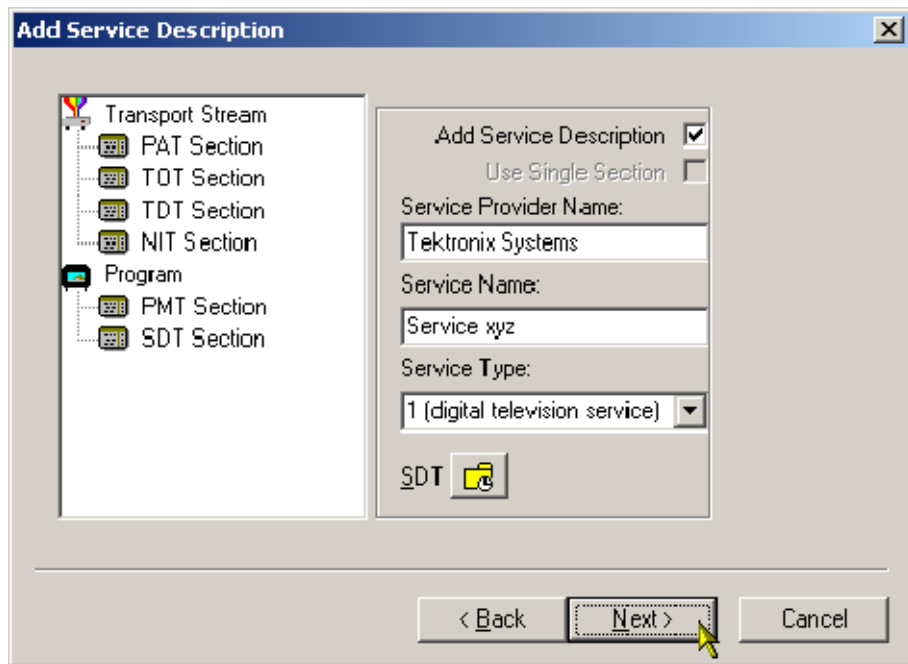 Add Service Description
Transport Stream
PAT Section
TOT Section
TDT Section
NIT Section
Program
PMT Section
SDT Section
Add Service Description
Use Single Section
Service Provider Name:
Tektronix Systems
Service Name:
Service xyz
Service Type:
1 (digital television service)
SDT
< Back
Next >
Cancel